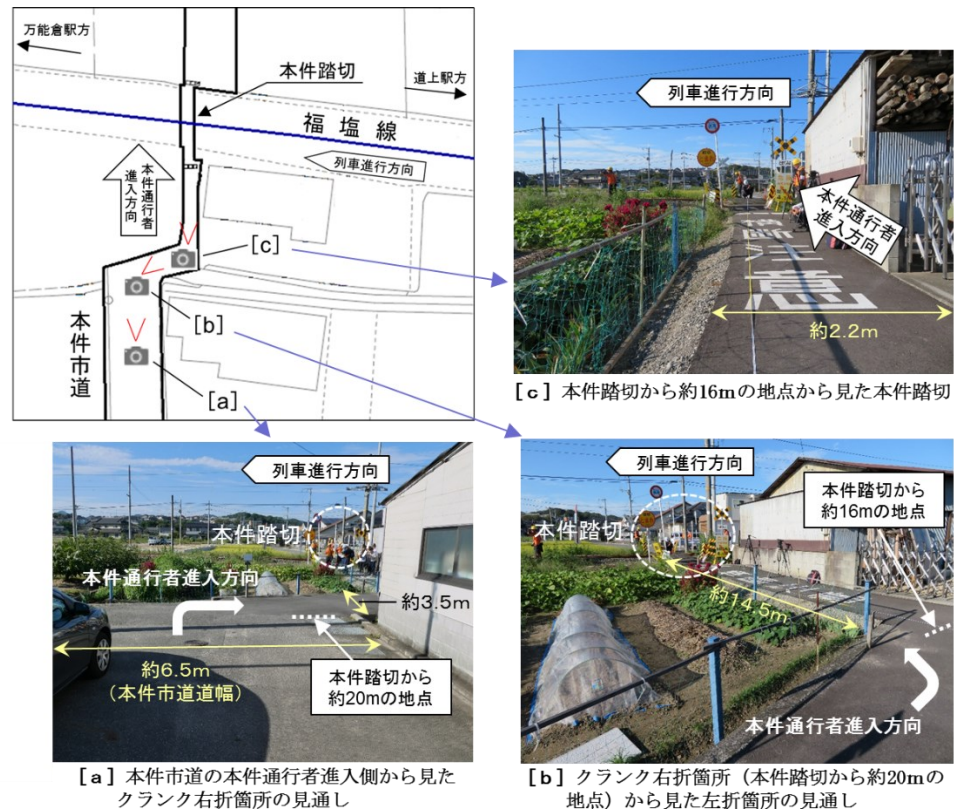 万能倉駅方
本件踏切
道上駅方
福塩線
列車進行方向
本件通行者
進入方向
[c]
[b]
[a]
本件市道
列車進行方向
本件通行者
進入方向
踏切注意
約2.2m
[c]本件踏切から約16mの地点から見た本件踏切
列車進行方向
本件踏切
本件通行者進入方向
約3.5m
約6.5m
(本件市道道幅)
本件踏切から
約20mの地点
[a]本件市道の本件通行者進入側から見た
クランク右折箇所の見通し
列車進行方向
本件踏切から
約16mの地点
本件踏切
約14.5m
本件通行者進入方向
[b]クランク右折箇所(本件踏切から約20mの
地点)から見た左折箇所の見通し